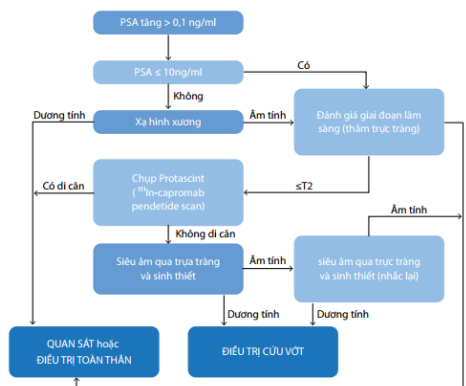 PSA tăng > 0,1 ng/ml
PSA ≤ 10ng/ml
Có
Không
Dương tính
Xạ hình xương
Âm tính
Đánh giá giai đoạn lâm
sàng (thăm trực tràng)
Chụp Protascint
( ¹¹¹In-capromab
pendetide scan)
Có di căn
≤T2
Không di căn
Âm tính
Siêu âm qua trựa tràng
và sinh thiết
Âm tính
siêu âm qua trực tràng
và sinh thiết (nhắc lại)
Dương tính
Dương tính
QUAN SÁT hoặc
ĐIỀU TRỊ TOÀN THÂN
ĐIỀU TRỊ CỨU VỚT